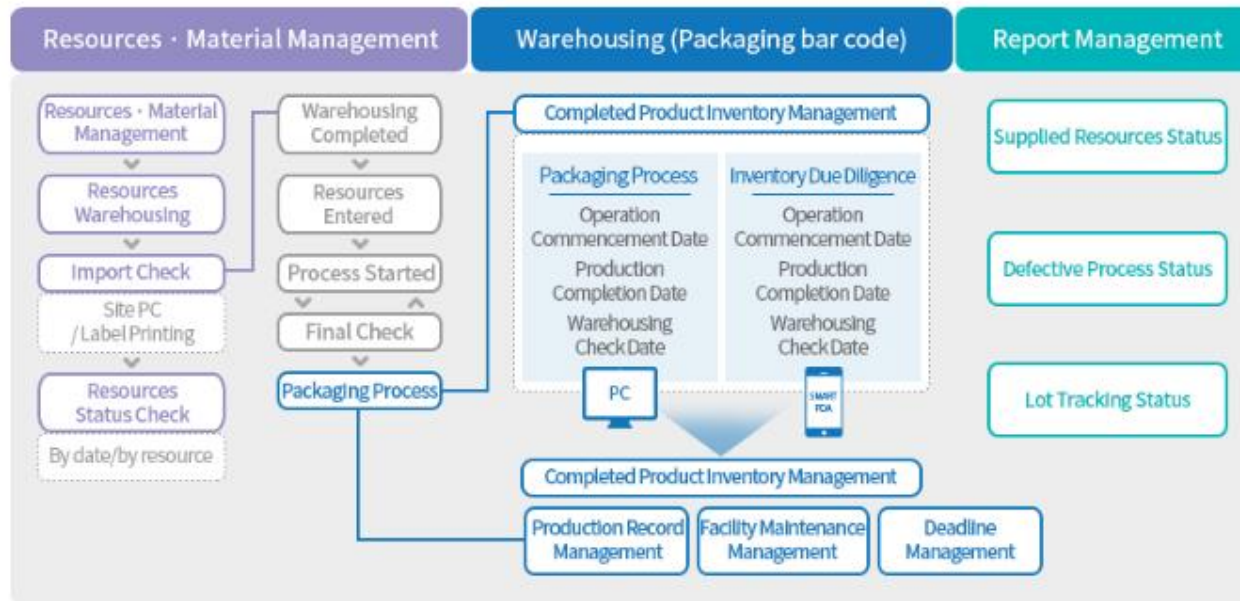 Resources · Material Management
Warehousing (Packaging bar code)
Report Management
Resources · Material
Management
Resources
Warehousing
Import Check
Site PC
/ Label Printing
Resources
Status Check
By date/by resource
Warehousing
Completed
Resources
Entered
Process Started
Final Check
Packaging Process
Completed Product Inventory Management
Packaging Process
Operation
Commencement Date
Production
Completion Date
Warehousing
Check Date
PC
Inventory Due Diligence
Operation
Commencement Date
Production
Completion Date
Warehousing
Check Date
SMART
PDA
Completed Product Inventory Management
Production Record
Management
Facility Maintenance
Management
Deadline
Management
Supplied Resources Status
Defective Process Status
Lot Tracking Status